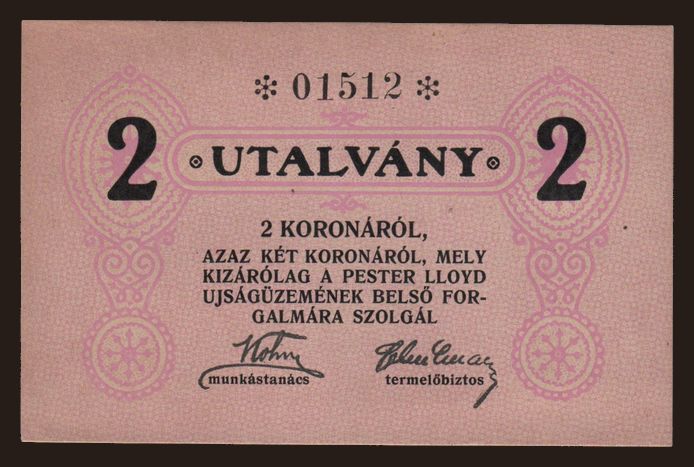 * 01512 *
2 UTALVÁNY 2
2 KORONÁRÓL,
AZAZ KÉT KORONÁRÓL, MELY
KIZÁRÓLAG A PESTER LLOYD
UJSÁGÜZEMÉNEK BELSŐ FOR-
GALMÁRA SZOLGÁL
munkástanács termelőbiztos